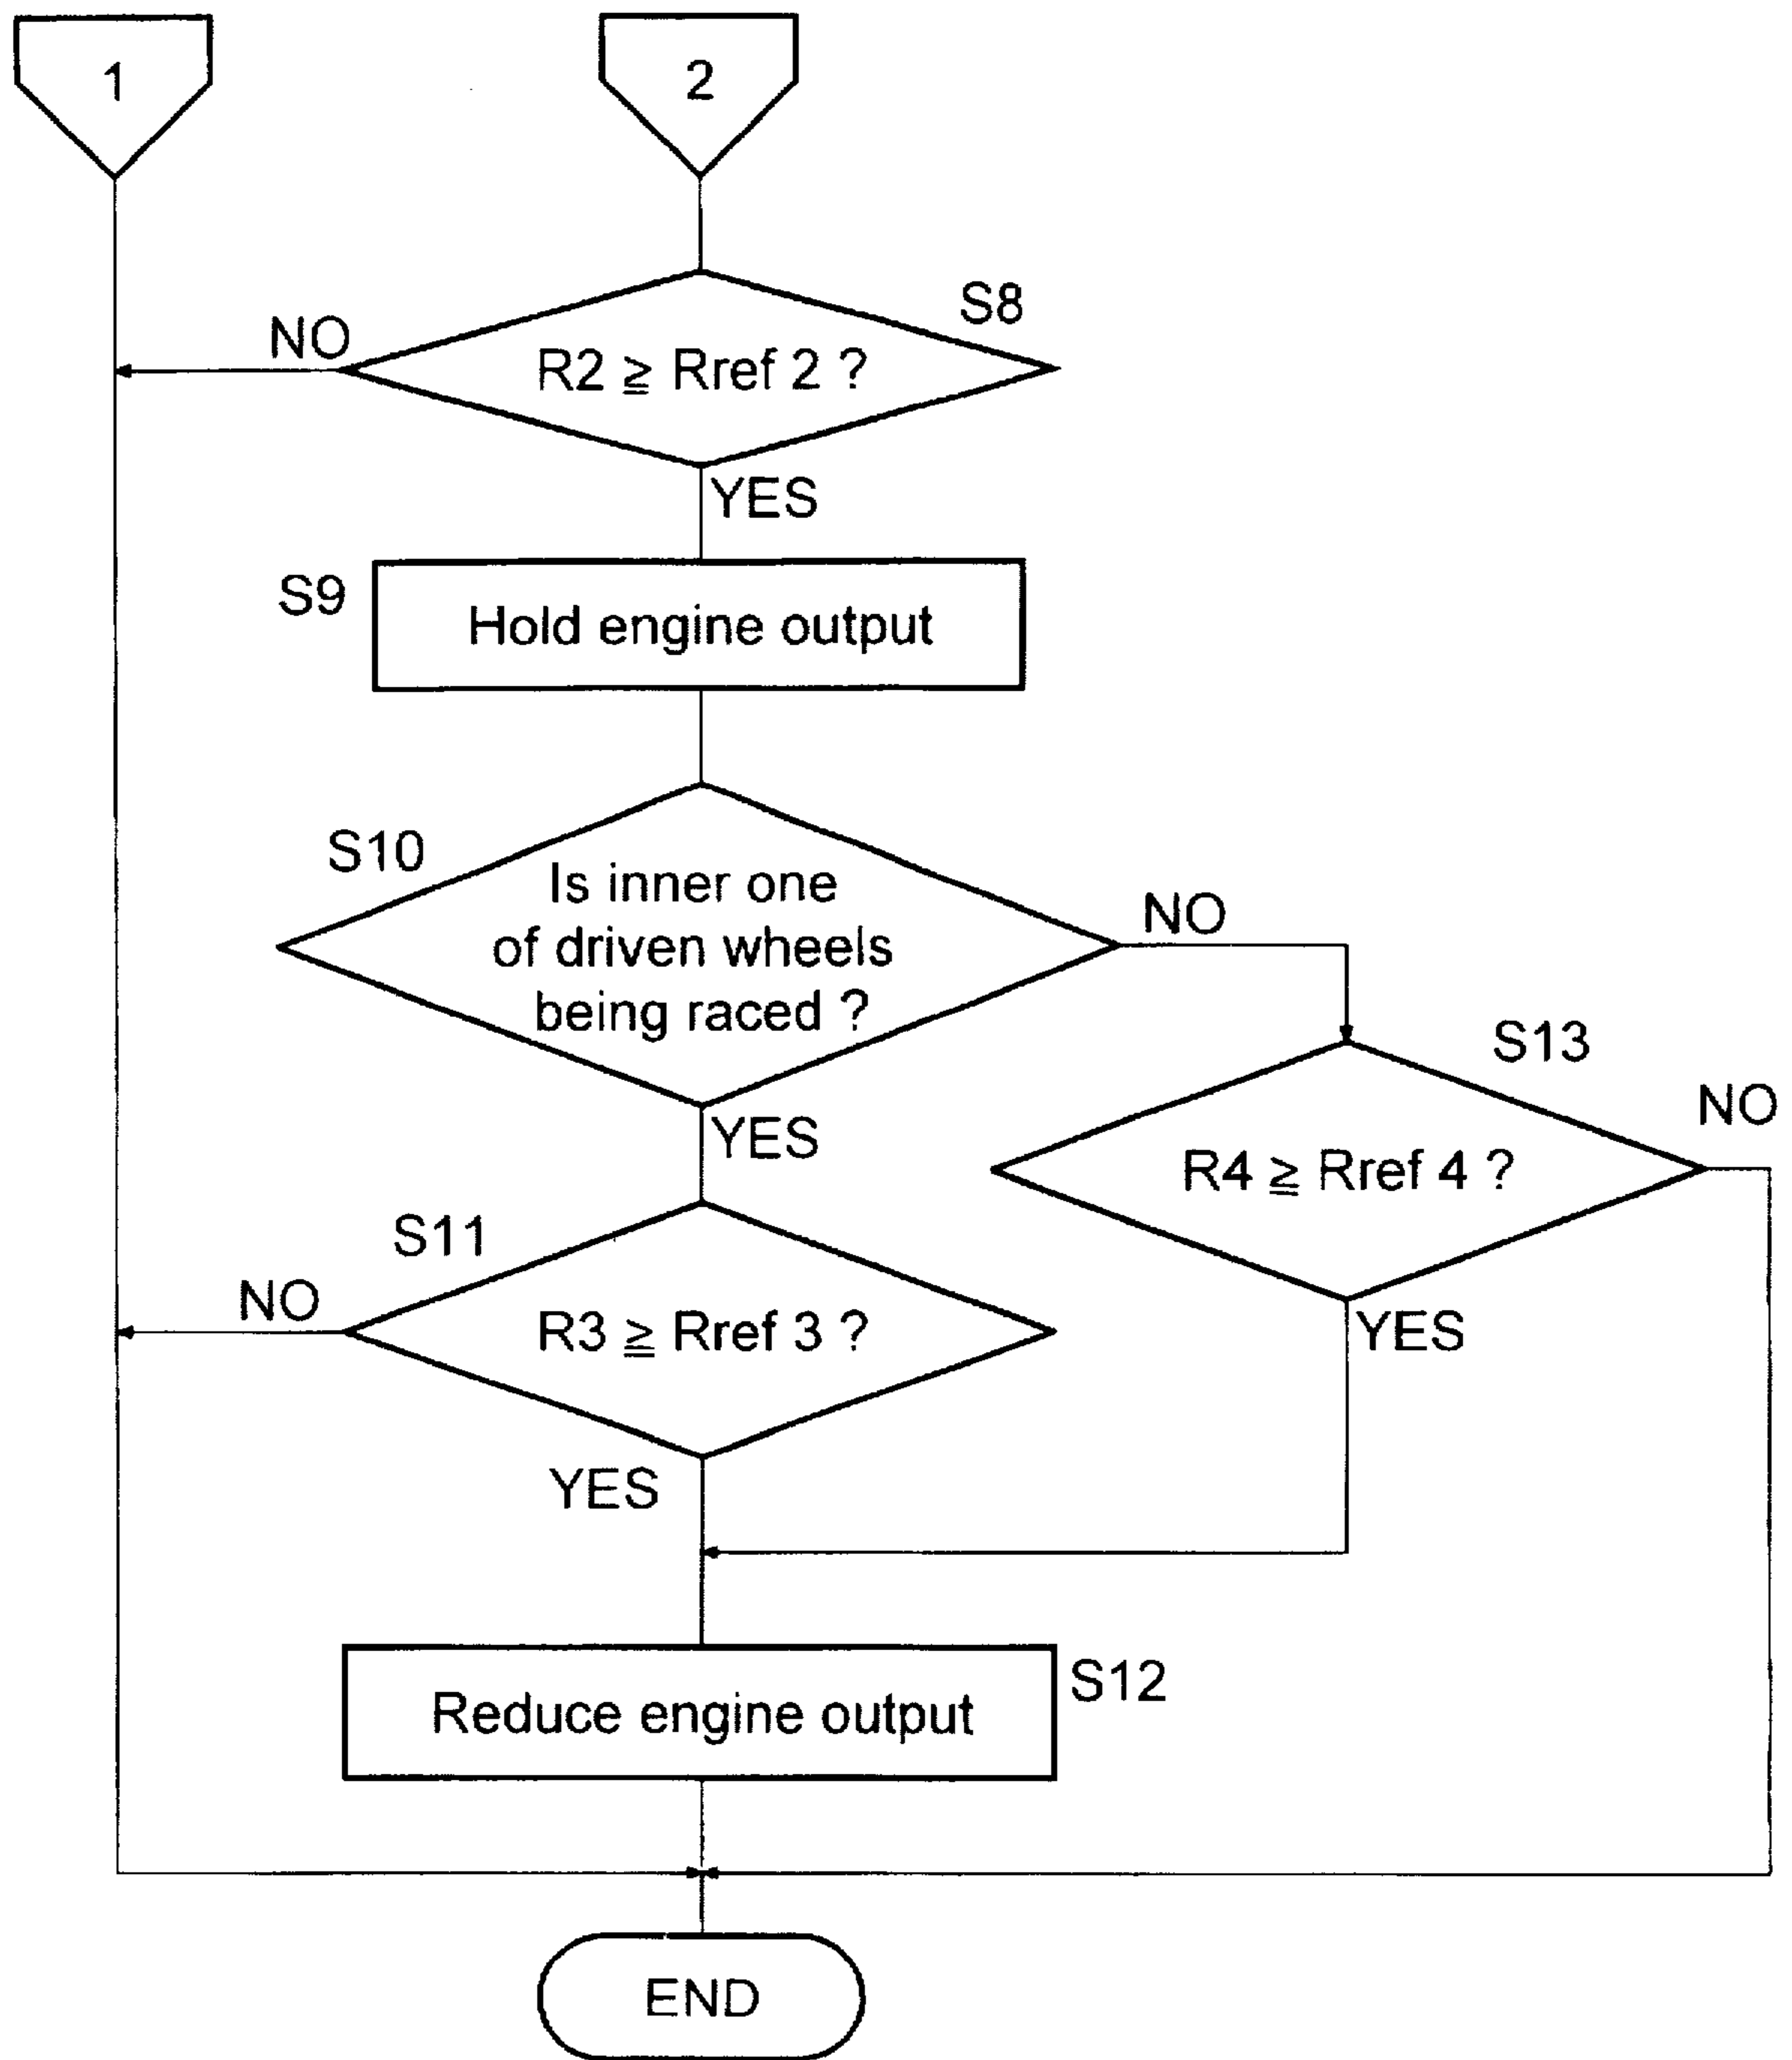 1
2
S8
NO
R2 ≧ Rref 2 ?
YES
S9
Hold engine output
S10
Is inner one
of driven wheels
being raced ?
NO
S13
NO
YES
R4 ≧ Rref 4 ?
S11
NO
R3 ≧ Rref 3 ?
YES
YES
S12
Reduce engine output
END